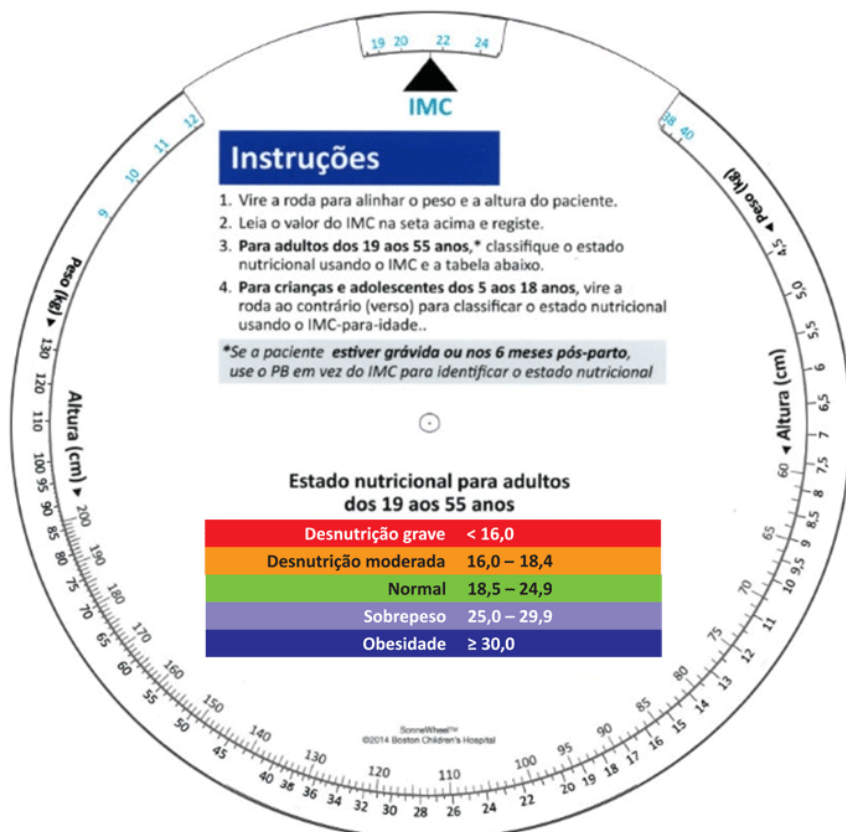 19 20 22 24
IMC
9 10 11 12
38 40
Instruções
1. Vire a roda para alinhar o peso e a altura do paciente.
2. Leia o valor do IMC na seta acima e registe.
3. Para adultos dos 19 aos 55 anos,* classifique o estado
nutricional usando o IMC e a tabela abaixo.
4. Para crianças e adolescentes dos 5 aos 18 anos, vire a
roda ao contrário (verso) para classificar o estado nutricional
usando o IMC-para-idade..
*Se a paciente estiver grávida ou nos 6 meses pós-parto,
use o PB em vez do IMC para identificar o estado nutricional
Peso (kg) ▼
130 120 110 100 95 90 85 80 75 70 65 60 55 50 45 40 38 36 34 32 30 28 26 24 22 20 19 18 17 16 15 14 13 12 11 10 9,5 9 8,5 8 7,5 7 6,5 6 5,5 5,0 4,5
◄ Peso (kg)
Altura (cm) ▼
200 190 180 170 160 150 140 130 120 110 100 95 90 85 80 75 70 65 60
◄ Altura (cm)
Estado nutricional para adultos
dos 19 aos 55 anos
Desnutrição grave < 16,0
Desnutrição moderada 16,0 – 18,4
Normal 18,5 – 24,9
Sobrepeso 25,0 – 29,9
Obesidade ≥ 30,0
SonneWheel™
©2014 Boston Children's Hospital